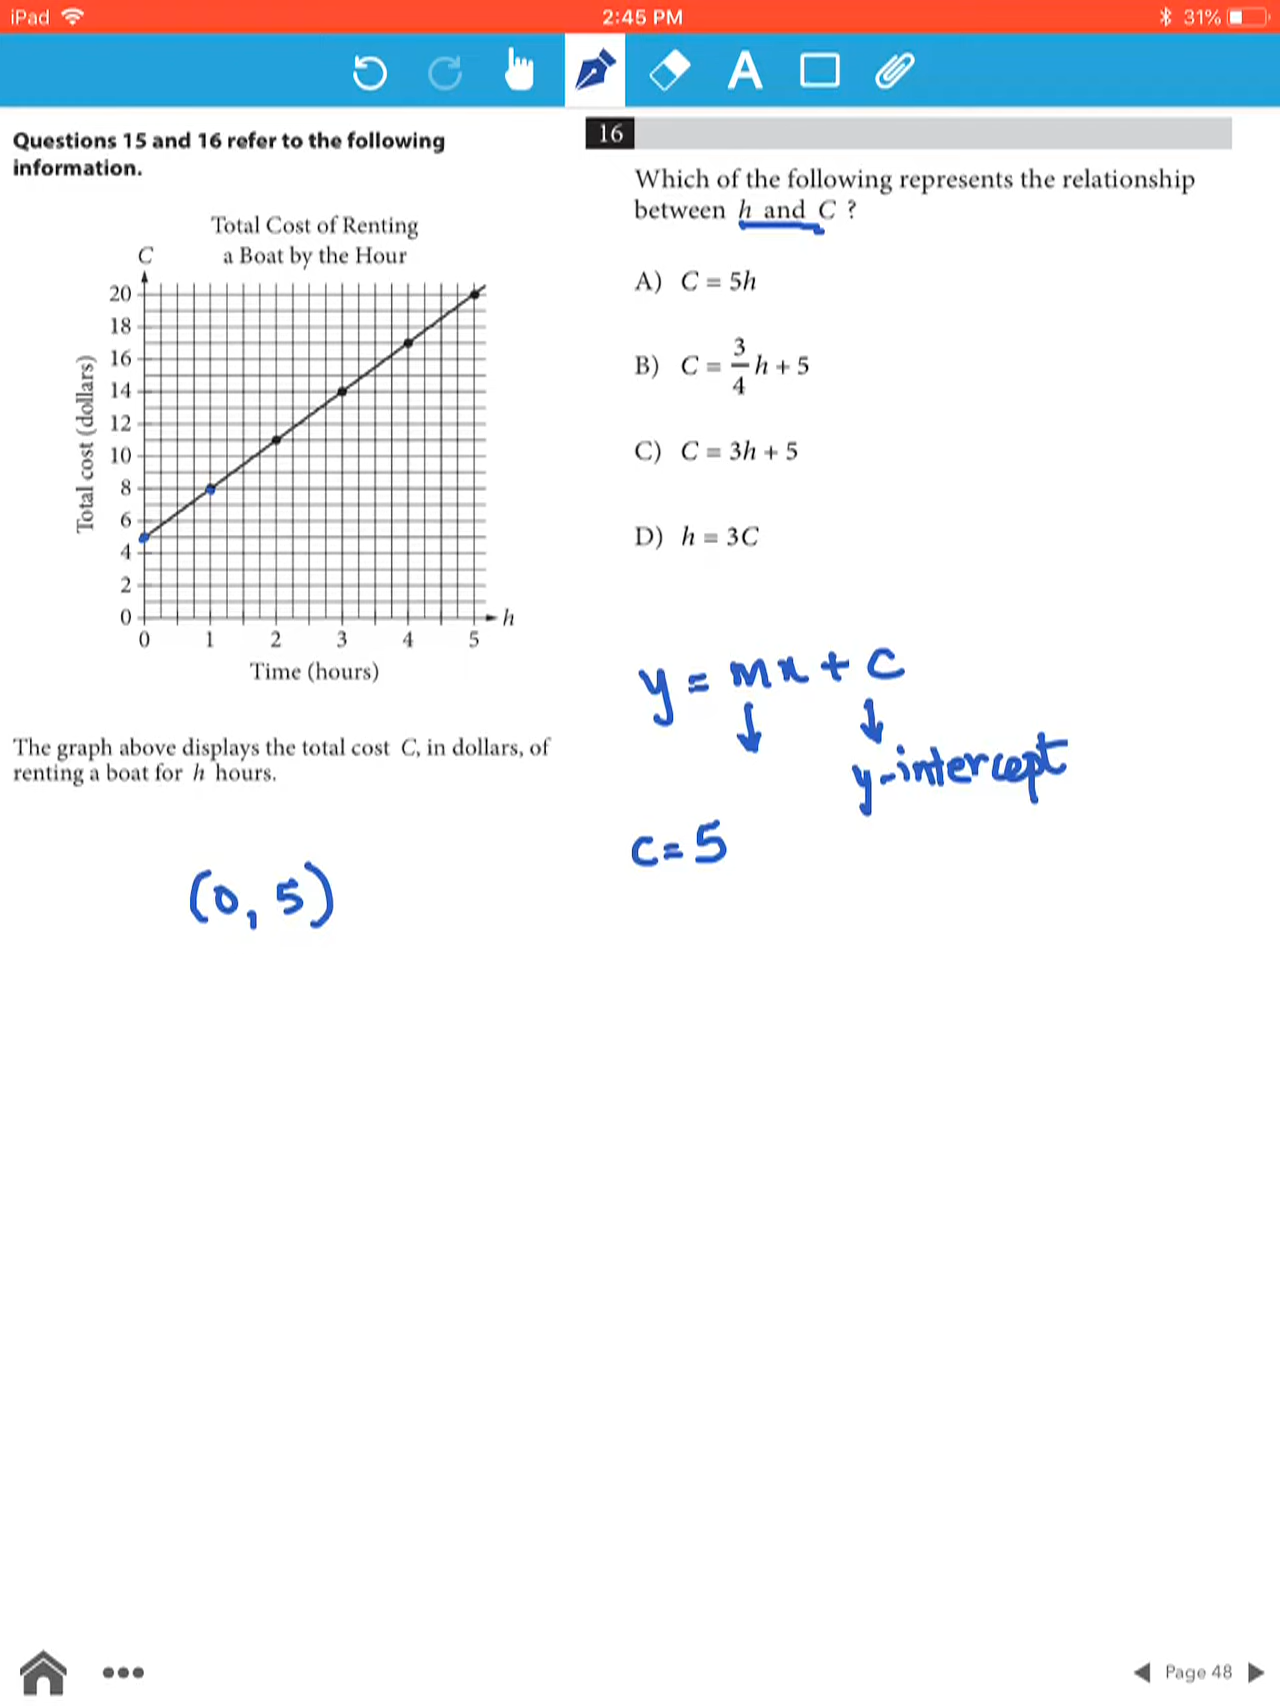 iPad 2:45 PM 31%
A
Questions 15 and 16 refer to the following
information.
Total Cost of Renting
a Boat by the Hour
C
20
18
16
14
12
10
8
6
4
2
0
Total cost (dollars)
0 1 2 3 4 5
h
Time (hours)
The graph above displays the total cost C, in dollars, of
renting a boat for h hours.
(0, 5)
16
Which of the following represents the relationship
between h and C ?
A) C = 5h
B) C = 3/4 h + 5
C) C = 3h + 5
D) h = 3C
y = mx + c
y-intercept
c = 5
Page 48